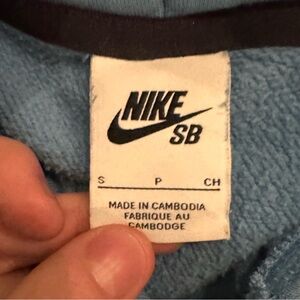 NIKE
SB
S P CH
MADE IN CAMBODIA
FABRIQUE AU
CAMBODGE